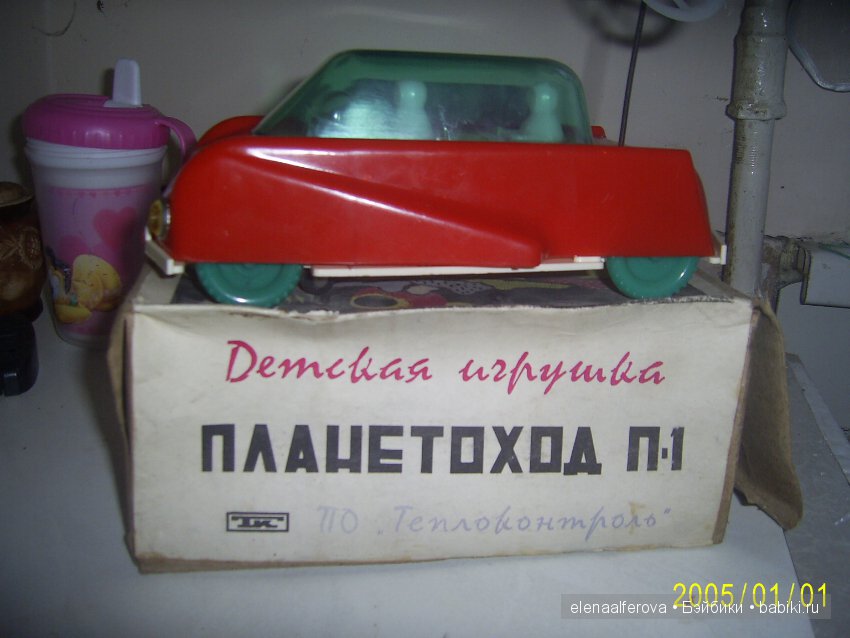 Детская игрушка
ПЛАНЕТОХОД П-1
ТК ПО „Теплоконтроль"
2005/01/01
elenaalferova • Бэйбики • babiki.ru